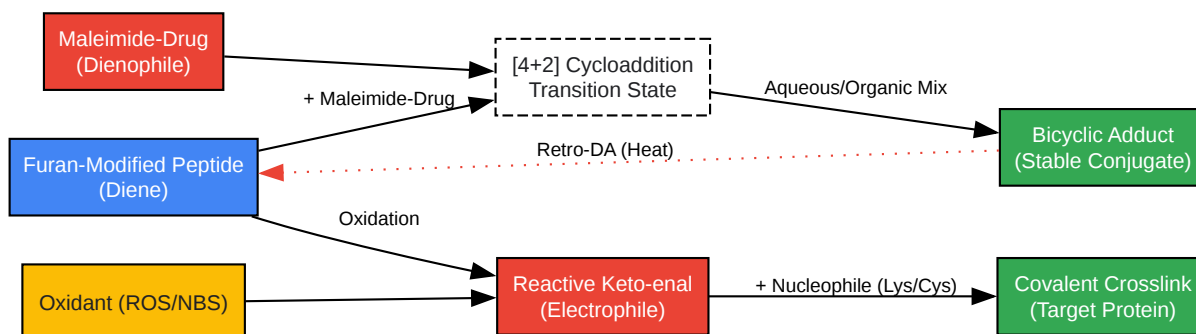 Maleimide-Drug
(Dienophile)
[4+2] Cycloaddition
Transition State
+ Maleimide-Drug
Aqueous/Organic Mix
Furan-Modified Peptide
(Diene)
Retro-DA (Heat)
Bicyclic Adduct
(Stable Conjugate)
Oxidation
Oxidant (ROS/NBS)
Reactive Keto-enal
(Electrophile)
+ Nucleophile (Lys/Cys)
Covalent Crosslink
(Target Protein)